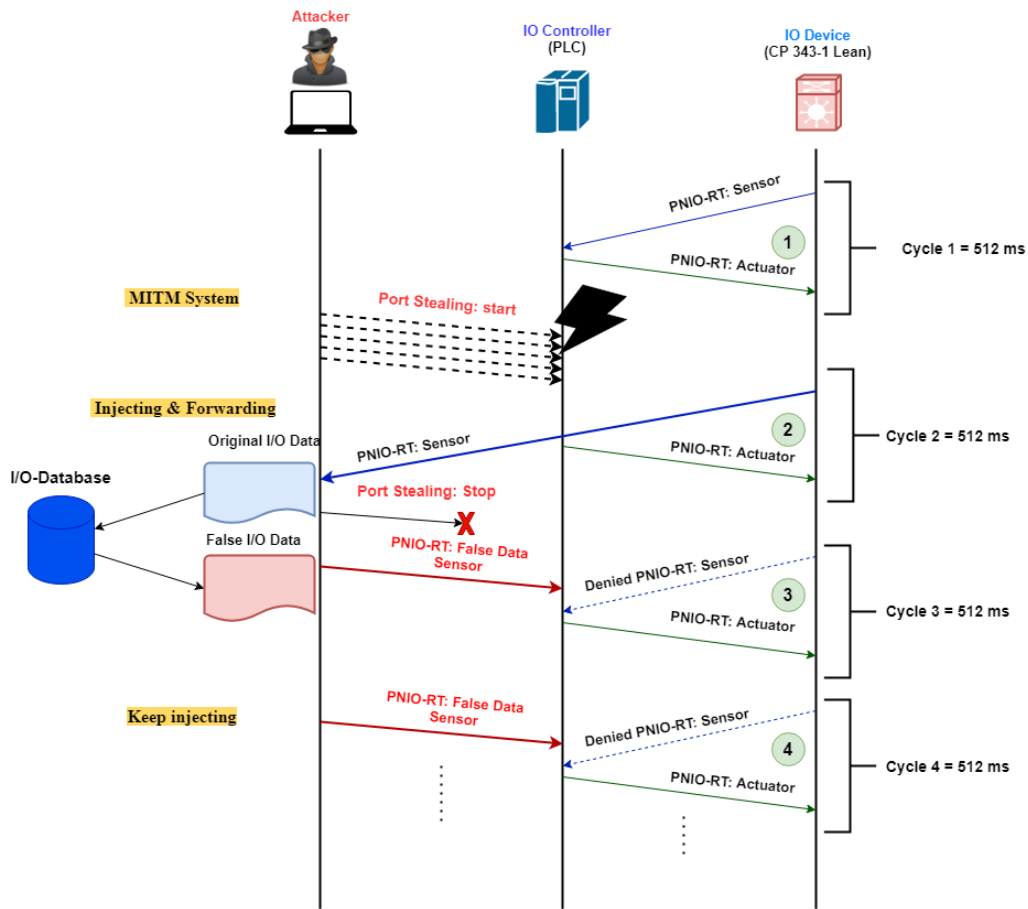 Attacker
IO Controller
(PLC)
IO Device
(CP 343-1 Lean)
PNIO-RT: Sensor
1
PNIO-RT: Actuator
Cycle 1 = 512 ms
MITM System
Port Stealing: start
Injecting & Forwarding
Original I/O Data
PNIO-RT: Sensor
2
PNIO-RT: Actuator
Cycle 2 = 512 ms
I/O-Database
Port Stealing: Stop
X
False I/O Data
PNIO-RT: False Data
Sensor
Denied PNIO-RT: Sensor
3
PNIO-RT: Actuator
Cycle 3 = 512 ms
Keep injecting
PNIO-RT: False Data
Sensor
Denied PNIO-RT: Sensor
4
PNIO-RT: Actuator
Cycle 4 = 512 ms